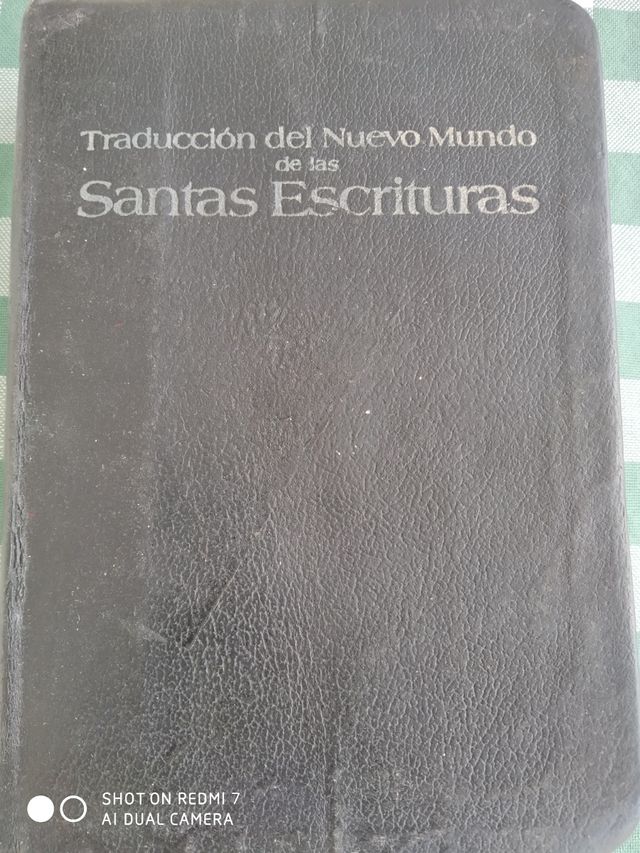 Traducción del Nuevo Mundo
de las
Santas Escrituras
SHOT ON REDMI 7
AI DUAL CAMERA